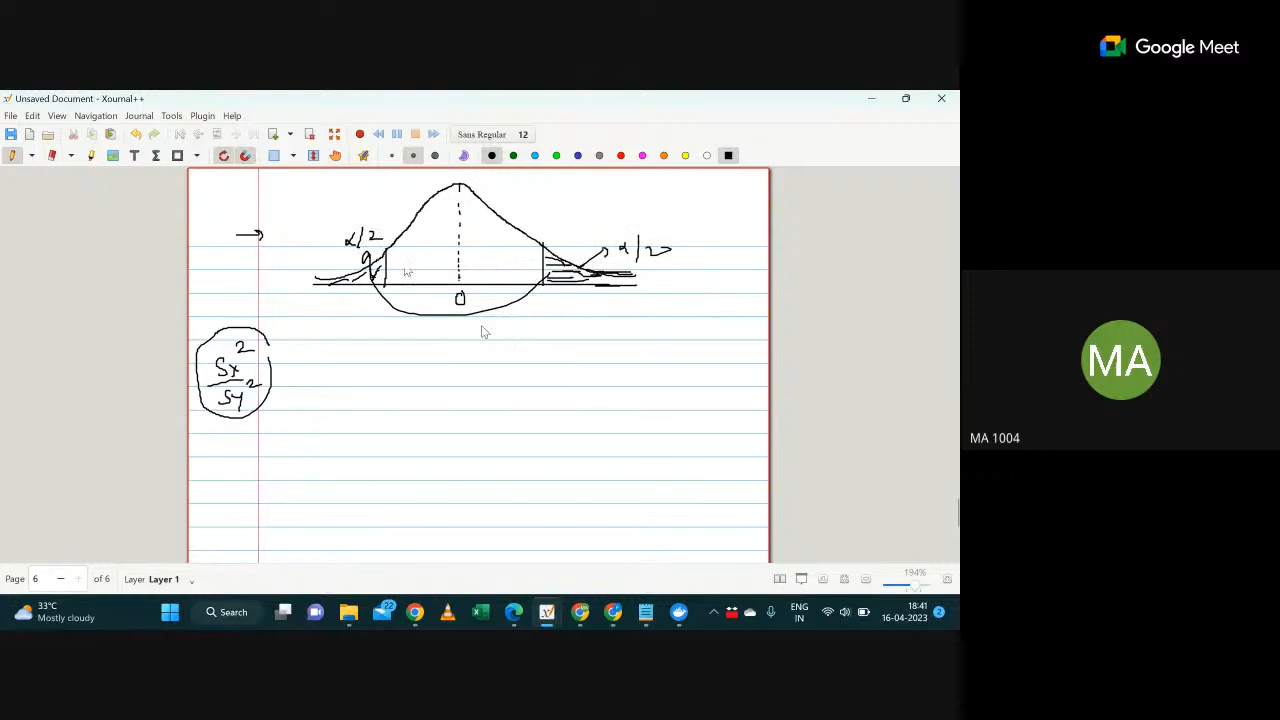 Google Meet
Unsaved Document - Xournal++
File Edit View Navigation Journal Tools Plugin Help
Sans Regular 12
α/2
α/2
0
Sx²
Sy²
MA
MA 1004
Page 6 of 6 Layer Layer 1
194%
33°C
Mostly cloudy
Search
22
ENG
IN
18:41
16-04-2023
2